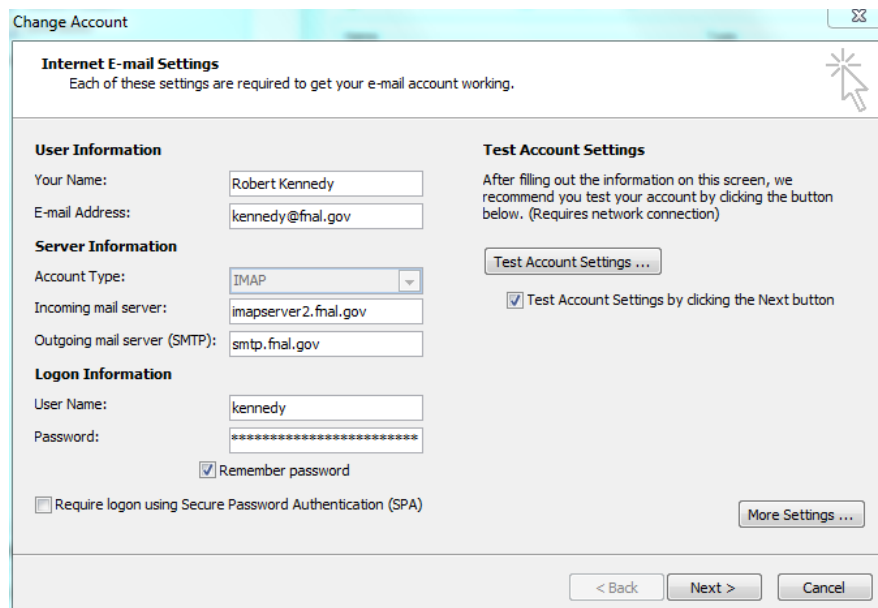 Change Account
Internet E-mail Settings
Each of these settings are required to get your e-mail account working.
User Information
Your Name:
Robert Kennedy
E-mail Address:
kennedy@fnal.gov
Server Information
Account Type:
IMAP
Incoming mail server:
imapserver2.fnal.gov
Outgoing mail server (SMTP):
smtp.fnal.gov
Logon Information
User Name:
kennedy
Password:
************************
Remember password
Require logon using Secure Password Authentication (SPA)
Test Account Settings
After filling out the information on this screen, we
recommend you test your account by clicking the button
below. (Requires network connection)
Test Account Settings ...
Test Account Settings by clicking the Next button
More Settings ...
< Back
Next >
Cancel